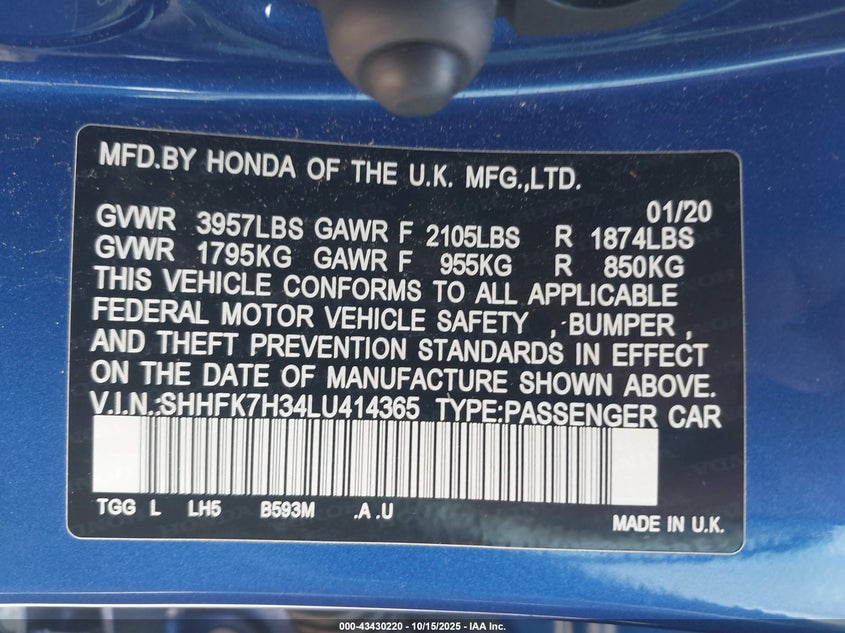 MFD.BY HONDA OF THE U.K. MFG.,LTD.
01/20
GVWR 3957LBS GAWR F 2105LBS R 1874LBS
GVWR 1795KG GAWR F 955KG R 850KG
THIS VEHICLE CONFORMS TO ALL APPLICABLE
FEDERAL MOTOR VEHICLE SAFETY , BUMPER ,
AND THEFT PREVENTION STANDARDS IN EFFECT
ON THE DATE OF MANUFACTURE SHOWN ABOVE.
V.I.N.:SHHFK7H34LU414365 TYPE:PASSENGER CAR
TGG L LH5 B593M .A .U
MADE IN U.K.
000-43430220 - 10/15/2025 - IAA Inc.